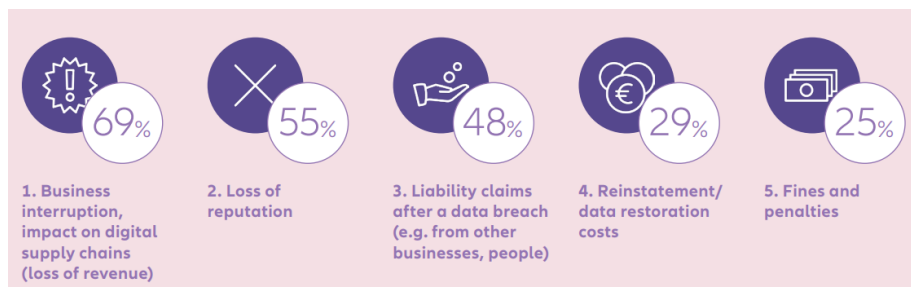 69%
55%
48%
€
29%
25%
1. Business
interruption,
impact on digital
supply chains
(loss of revenue)
2. Loss of
reputation
3. Liability claims
after a data breach
(e.g. from other
businesses, people)
4. Reinstatement/
data restoration
costs
5. Fines and
penalties